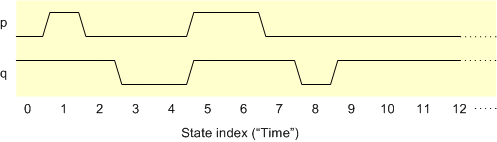 p
q
0 1 2 3 4 5 6 7 8 9 10 11 12 .....
State index (“Time”)